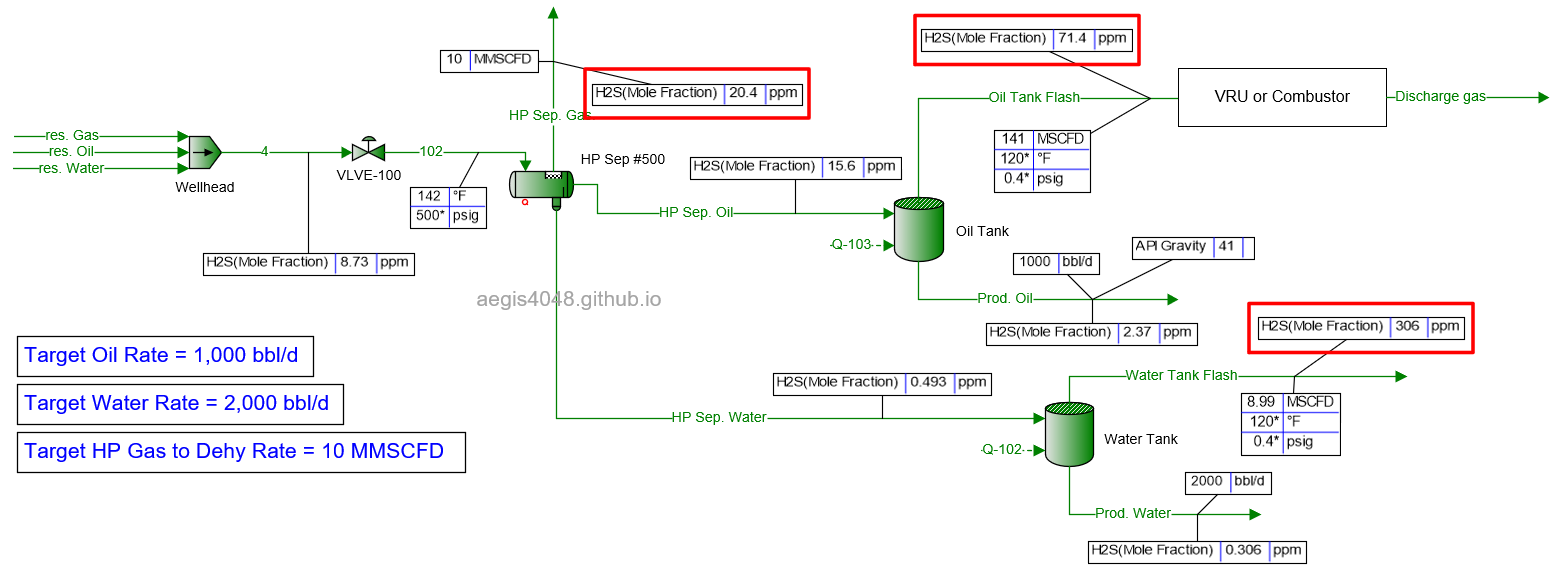 H2S(Mole Fraction) 71.4 ppm
10 MMSCFD
H2S(Mole Fraction) 20.4 ppm
HP Sep. Gas
Oil Tank Flash
VRU or Combustor
Discharge gas
res. Gas
res. Oil
res. Water
Wellhead
4
VLVE-100
102
HP Sep #500
Q
141 MSCFD
120* °F
0.4* psig
H2S(Mole Fraction) 15.6 ppm
142 °F
500* psig
HP Sep. Oil
Oil Tank
Q-103
H2S(Mole Fraction) 8.73 ppm
API Gravity 41
1000 bbl/d
Prod. Oil
aegis4048.github.io
H2S(Mole Fraction) 2.37 ppm
H2S(Mole Fraction) 306 ppm
Target Oil Rate = 1,000 bbl/d
Target Water Rate = 2,000 bbl/d
Target HP Gas to Dehy Rate = 10 MMSCFD
H2S(Mole Fraction) 0.493 ppm
Water Tank Flash
HP Sep. Water
8.99 MSCFD
120* °F
0.4* psig
Water Tank
Q-102
2000 bbl/d
Prod. Water
H2S(Mole Fraction) 0.306 ppm